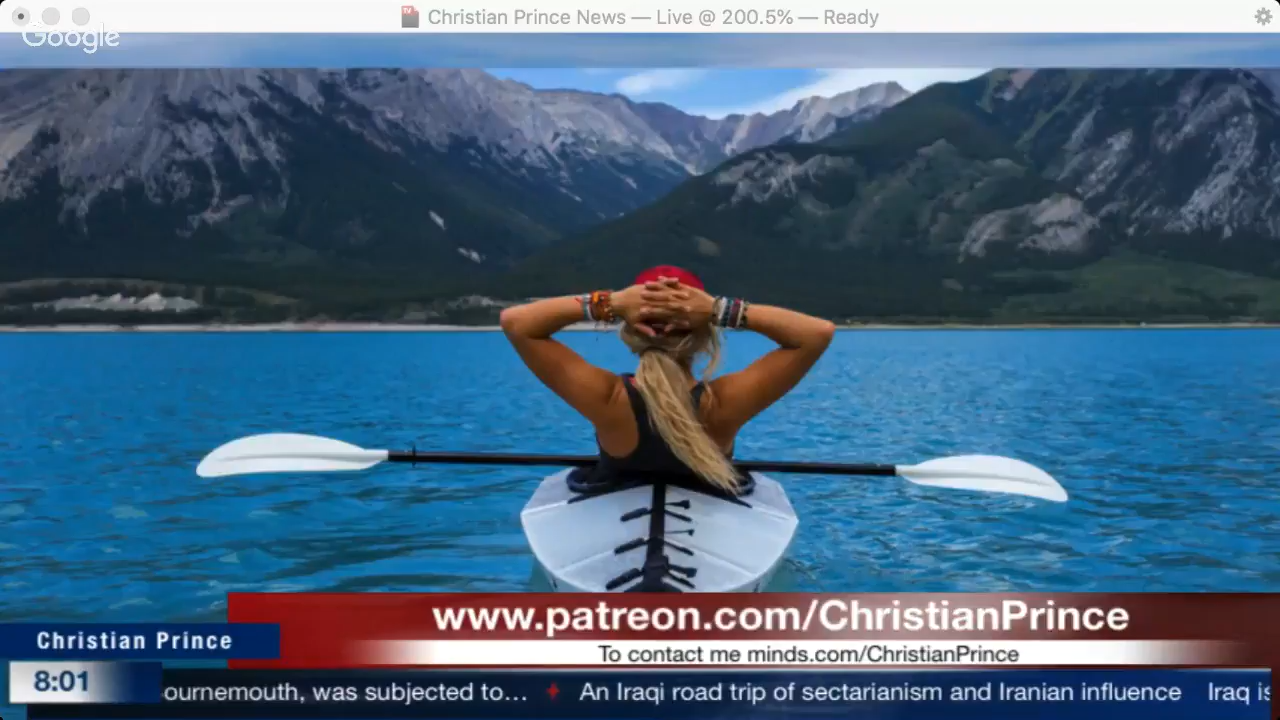 Christian Prince News — Live @ 200.5% — Ready
Google
www.patreon.com/ChristianPrince
Christian Prince
To contact me minds.com/ChristianPrince
8:01
ournemouth, was subjected to... An Iraqi road trip of sectarianism and Iranian influence Iraq is